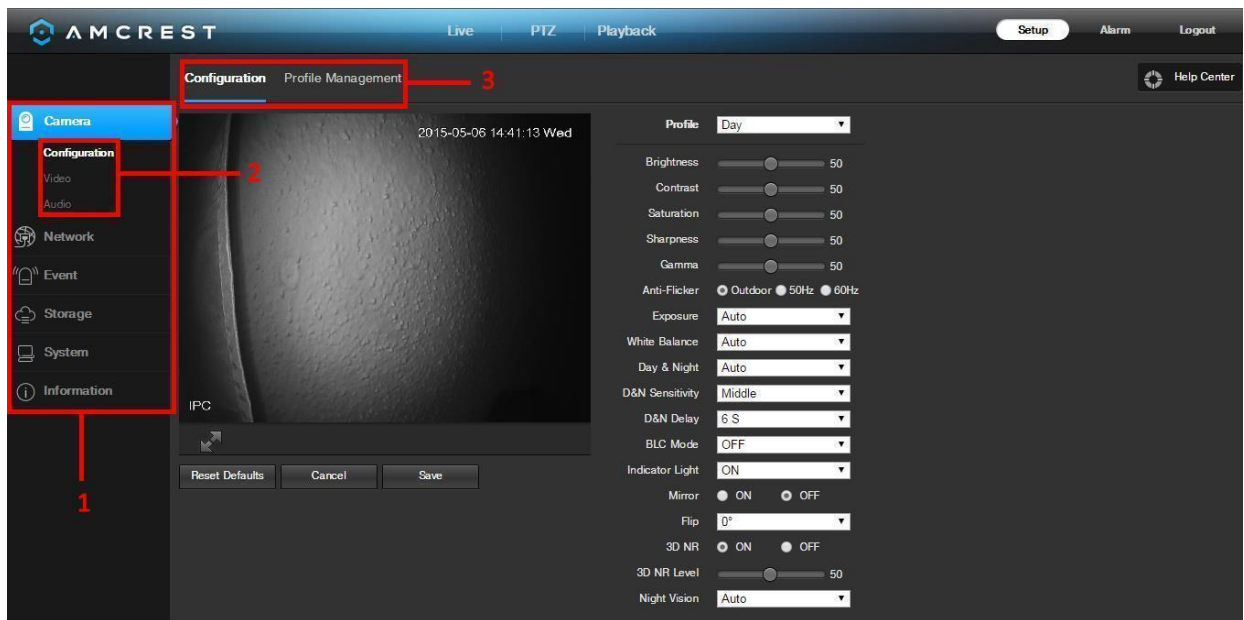 AMCREST
Live PTZ Playback
Setup Alarm Logout
Configuration Profile Management 3
Help Center
Camera
Configuration
Video
Audio
2
Network
Event
Storage
System
Information
1
2015-05-06 14:41:13 Wed
IPC
Reset Defaults Cancel Save
Profile Day
Brightness 50
Contrast 50
Saturation 50
Sharpness 50
Gamma 50
Anti-Flicker Outdoor 50Hz 60Hz
Exposure Auto
White Balance Auto
Day & Night Auto
D&N Sensitivity Middle
D&N Delay 6 S
BLC Mode OFF
Indicator Light ON
Mirror ON OFF
Flip 0°
3D NR ON OFF
3D NR Level 50
Night Vision Auto